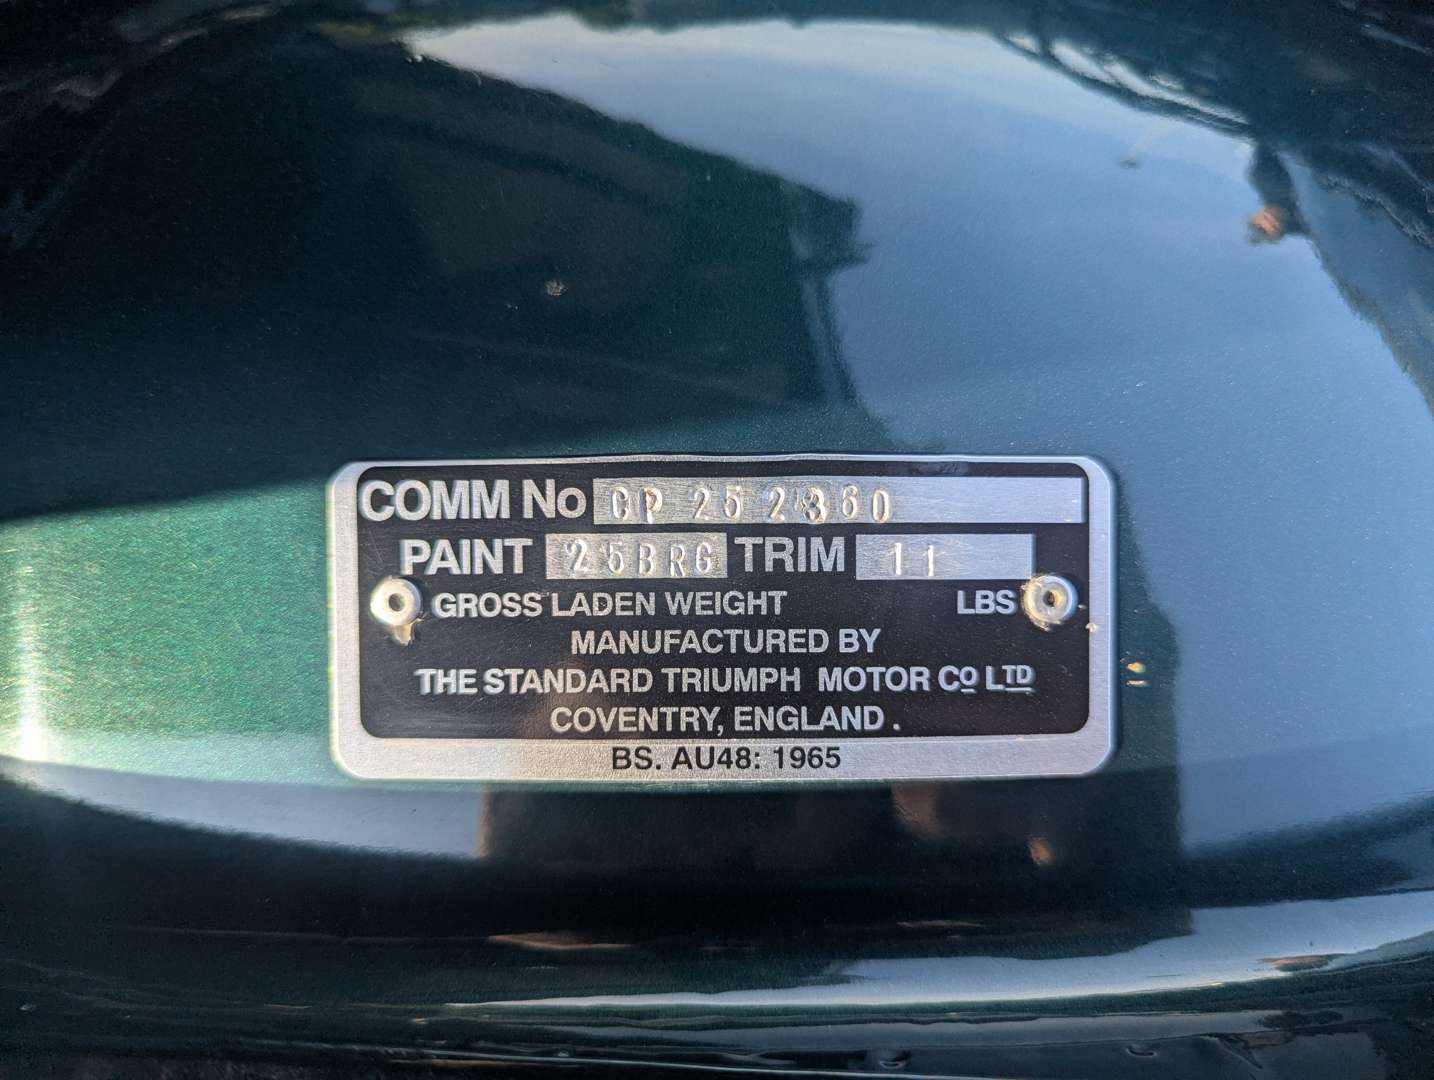 COMM No CP 25 2860
PAINT 25BRG TRIM 11
GROSS LADEN WEIGHT LBS
MANUFACTURED BY
THE STANDARD TRIUMPH MOTOR Co LTD
COVENTRY, ENGLAND.
BS. AU48: 1965